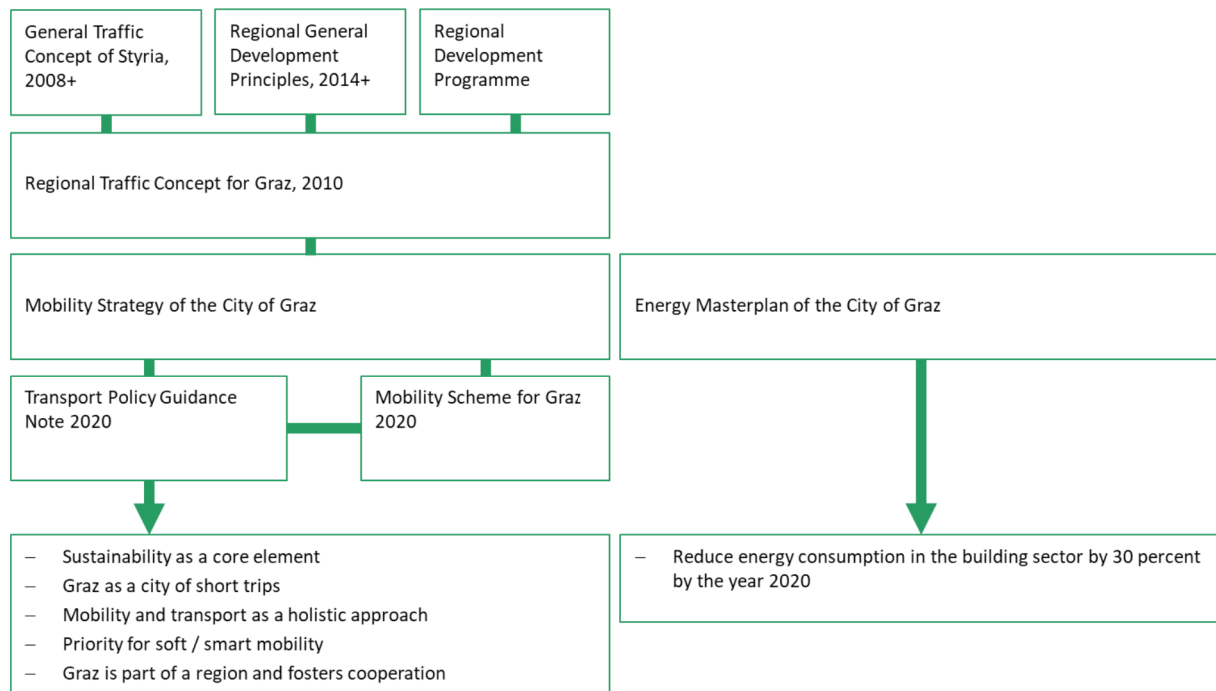 General Traffic
Concept of Styria,
2008+
Regional General
Development
Principles, 2014+
Regional
Development
Programme
Regional Traffic Concept for Graz, 2010
Mobility Strategy of the City of Graz
Energy Masterplan of the City of Graz
Transport Policy Guidance
Note 2020
Mobility Scheme for Graz
2020
– Sustainability as a core element
– Graz as a city of short trips
– Mobility and transport as a holistic approach
– Priority for soft / smart mobility
– Graz is part of a region and fosters cooperation
– Reduce energy consumption in the building sector by 30 percent
by the year 2020